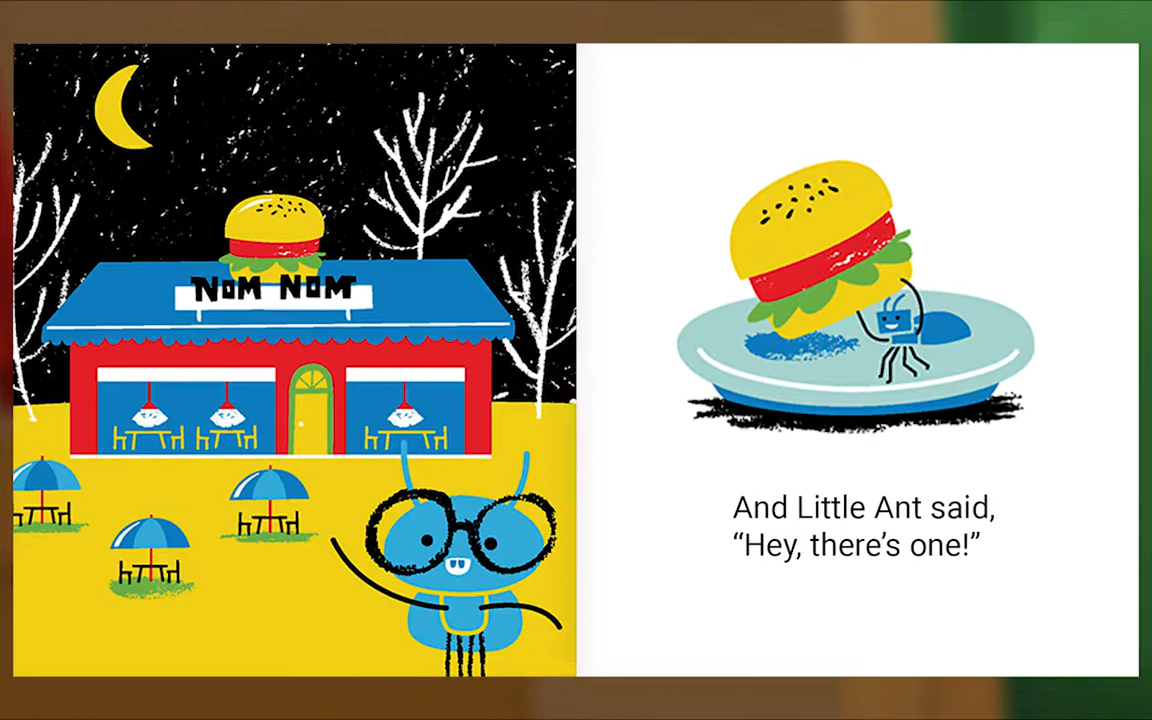 NOM NOM
And Little Ant said,
“Hey, there’s one!”